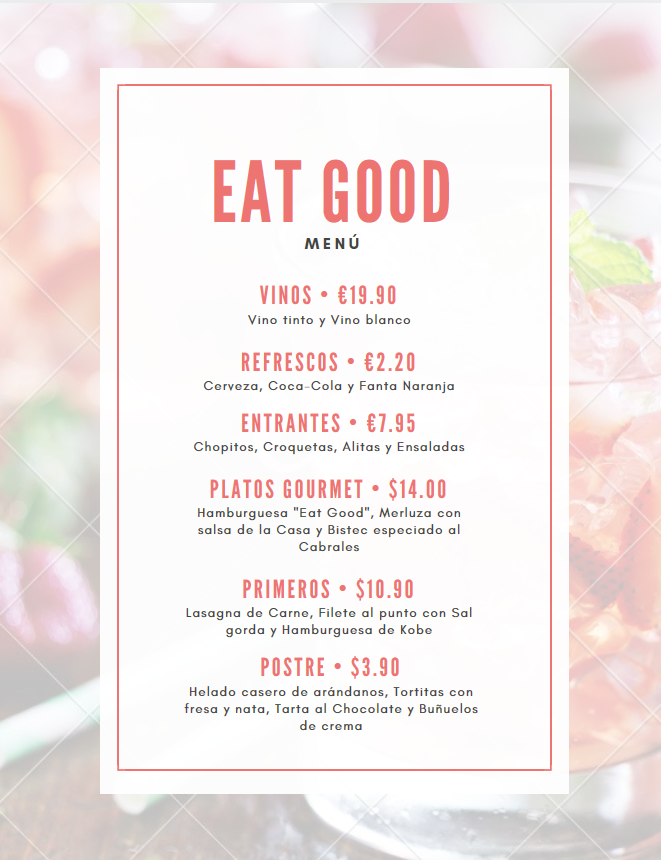 EAT GOOD
MENÚ
VINOS • €19.90
Vino tinto y Vino blanco
REFRESCOS • €2.20
Cerveza, Coca-Cola y Fanta Naranja
ENTRANTES • €7.95
Chopitos, Croquetas, Alitas y Ensaladas
PLATOS GOURMET • $14.00
Hamburguesa "Eat Good", Merluza con
salsa de la Casa y Bistec especiado al
Cabrales
PRIMEROS • $10.90
Lasagna de Carne, Filete al punto con Sal
gorda y Hamburguesa de Kobe
POSTRE • $3.90
Helado casero de arándanos, Tortitas con
fresa y nata, Tarta al Chocolate y Buñuelos
de crema